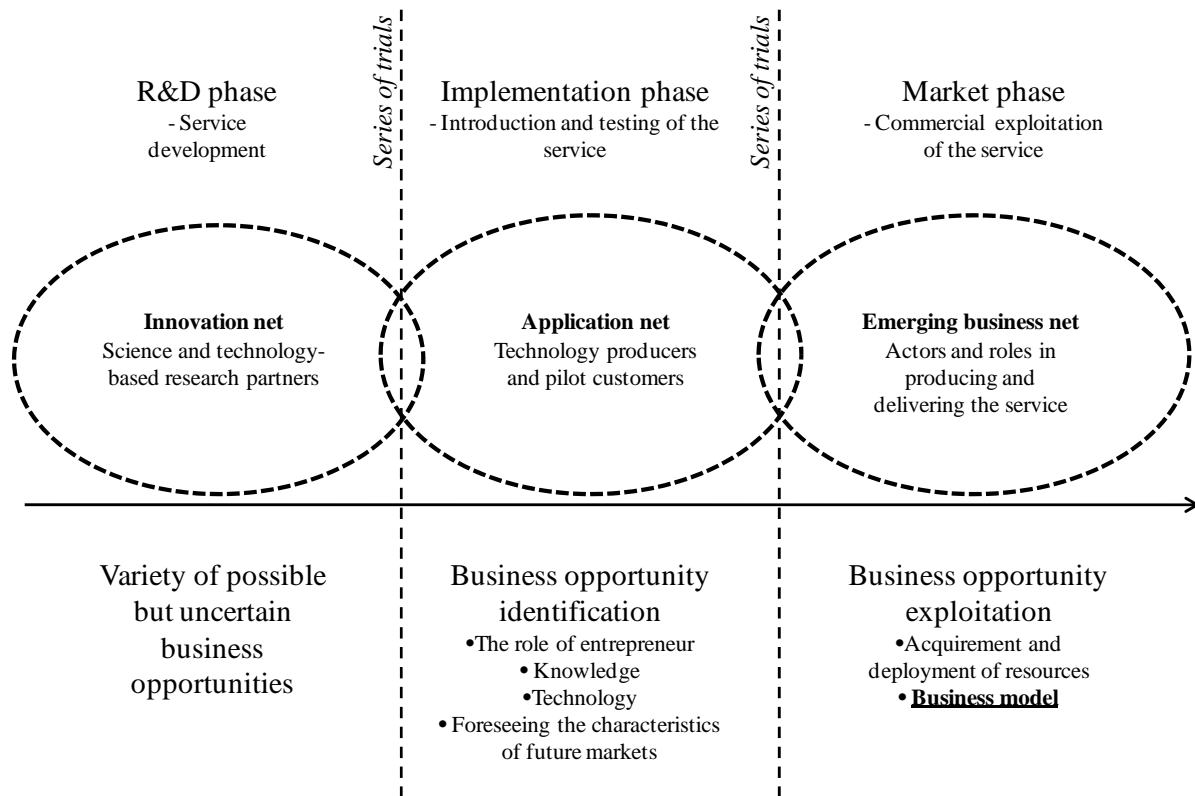 R&D phase
- Service
development
Series of trials
Implementation phase
- Introduction and testing of the
service
Series of trials
Market phase
- Commercial exploitation
of the service
Innovation net
Science and technology-
based research partners
Application net
Technology producers
and pilot customers
Emerging business net
Actors and roles in
producing and
delivering the service
Variety of possible
but uncertain
business
opportunities
Business opportunity
identification
•The role of entrepreneur
• Knowledge
•Technology
• Foreseeing the characteristics
of future markets
Business opportunity
exploitation
•Acquirement and
deployment of resources
• Business model